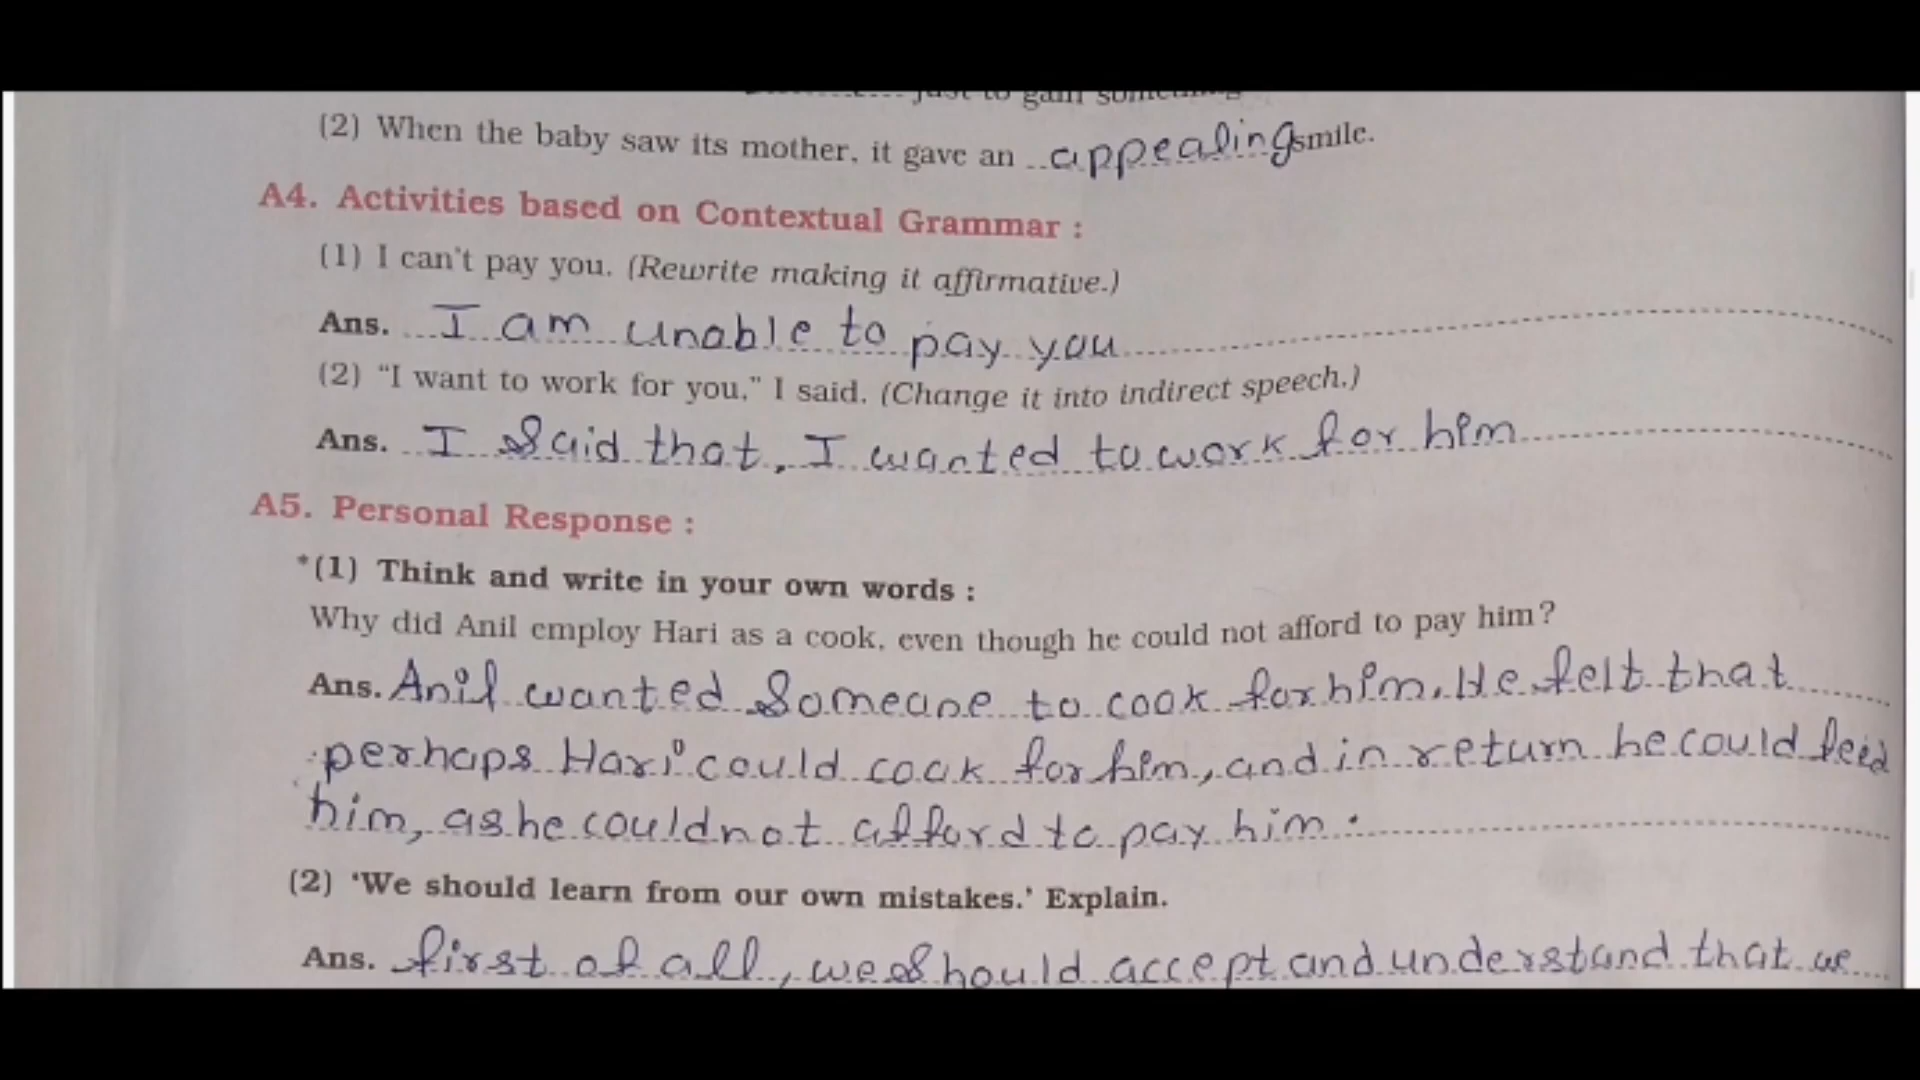 just to gain something
(2) When the baby saw its mother, it gave an appealing smile.
A4. Activities based on Contextual Grammar :
(1) I can't pay you. (Rewrite making it affirmative.)
Ans. I am unable to pay you
(2) “I want to work for you,” I said. (Change it into indirect speech.)
Ans. I said that, I wanted to work for him
A5. Personal Response :
*(1) Think and write in your own words :
Why did Anil employ Hari as a cook, even though he could not afford to pay him?
Ans. Anil wanted Someone to cook for him. He felt that
perhaps Hari could cook for him, and in return he could feed
him, as he could not afford to pay him.
(2) ‘We should learn from our own mistakes.’ Explain.
Ans. first of all, we should accept and understand that we